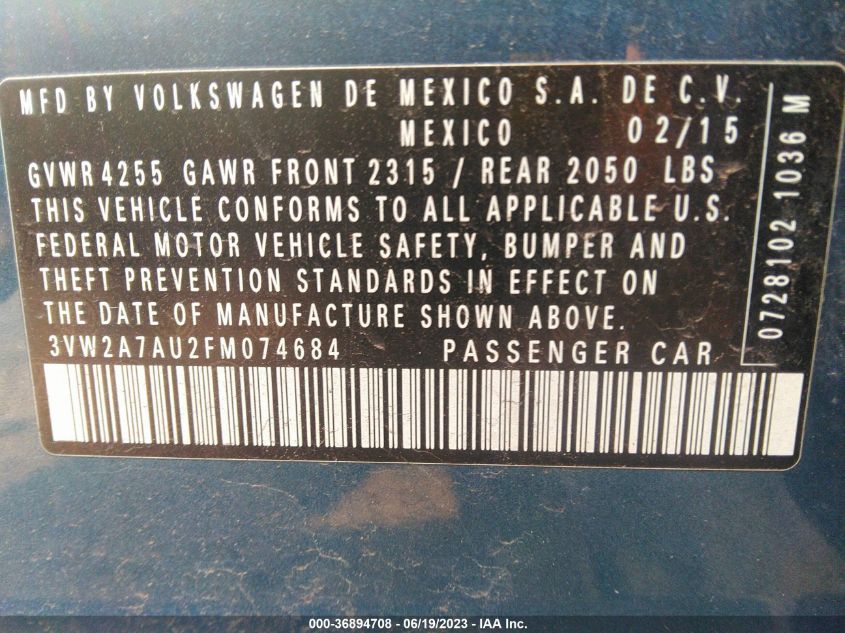 MFD BY VOLKSWAGEN DE MEXICO S.A. DE C.V.
MEXICO 02/15
GVWR 4255 GAWR FRONT 2315 / REAR 2050 LBS
THIS VEHICLE CONFORMS TO ALL APPLICABLE U.S.
FEDERAL MOTOR VEHICLE SAFETY, BUMPER AND
THEFT PREVENTION STANDARDS IN EFFECT ON
THE DATE OF MANUFACTURE SHOWN ABOVE.
3VW2A7AU2FM074684 PASSENGER CAR
0728102 1036 M
000-36894708 - 06/19/2023 - IAA Inc.